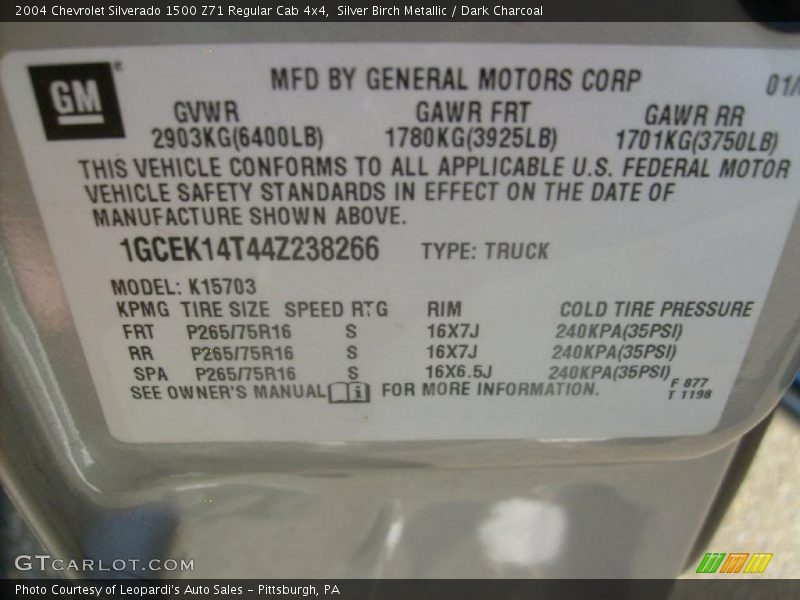 2004 Chevrolet Silverado 1500 Z71 Regular Cab 4x4,  Silver Birch Metallic / Dark Charcoal
GM
MFD BY GENERAL MOTORS CORP 01/
GVWR GAWR FRT GAWR RR
2903KG(6400LB) 1780KG(3925LB) 1701KG(3750LB)
THIS VEHICLE CONFORMS TO ALL APPLICABLE U.S. FEDERAL MOTOR
VEHICLE SAFETY STANDARDS IN EFFECT ON THE DATE OF
MANUFACTURE SHOWN ABOVE.
1GCEK14T44Z238266 TYPE: TRUCK
MODEL: K15703
KPMG TIRE SIZE SPEED RTG RIM COLD TIRE PRESSURE
FRT P265/75R16 S 16X7J 240KPA(35PSI)
RR P265/75R16 S 16X7J 240KPA(35PSI)
SPA P265/75R16 S 16X6.5J 240KPA(35PSI)
SEE OWNER'S MANUAL i FOR MORE INFORMATION.
F 877
T 1198
GTCARLOT.COM
Photo Courtesy of Leopardi's Auto Sales - Pittsburgh, PA